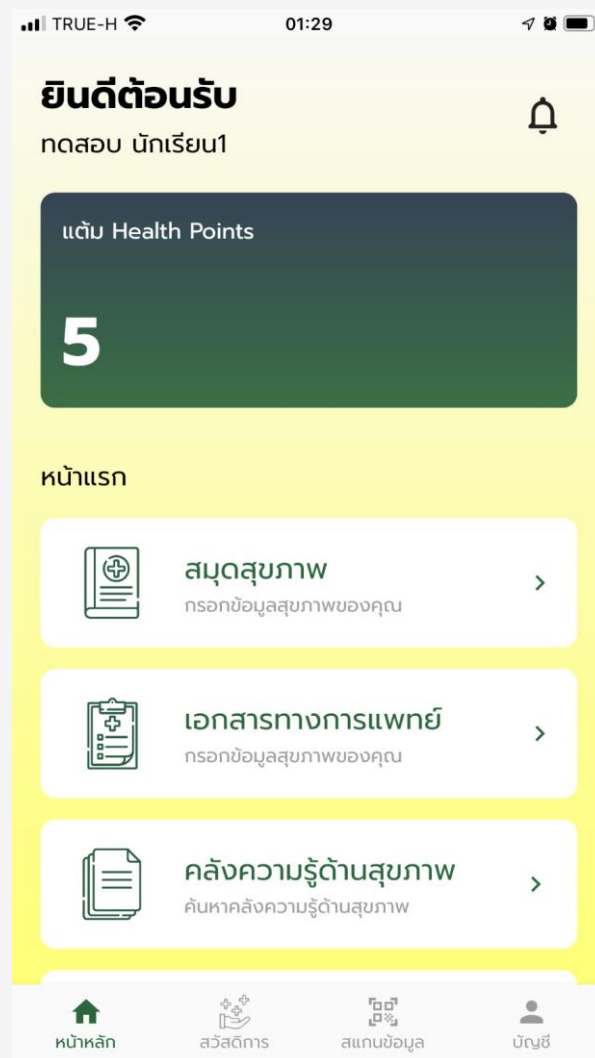 TRUE-H
01:29
ยินดีต้อนรับ
ทดสอบ นักเรียน1
แต้ม Health Points
5
หน้าแรก
สมุดสุขภาพ
กรอกข้อมูลสุขภาพของคุณ
เอกสารทางการแพทย์
กรอกข้อมูลสุขภาพของคุณ
คลังความรู้ด้านสุขภาพ
ค้นหาคลังความรู้ด้านสุขภาพ
หน้าหลัก
สวัสดิการ
สแกนข้อมูล
บัญชี